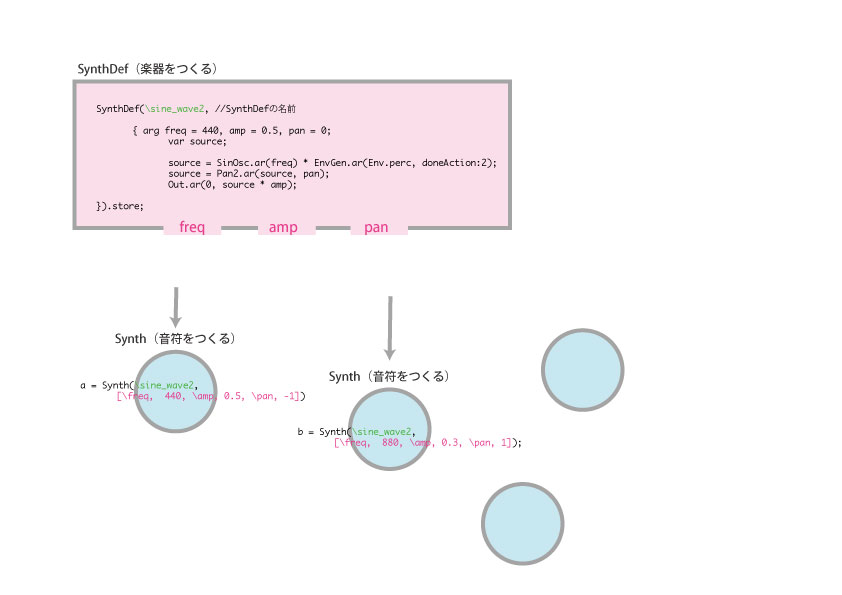 SynthDef（楽器をつくる）
SynthDef(\sine_wave2, //SynthDefの名前
{ arg freq = 440, amp = 0.5, pan = 0;
var source;
source = SinOsc.ar(freq) * EnvGen.ar(Env.perc, doneAction:2);
source = Pan2.ar(source, pan);
Out.ar(0, source * amp);
}).store;
freq amp pan
Synth（音符をつくる）
a = Synth(\sine_wave2,
[\freq, 440, \amp, 0.5, \pan, -1])
Synth（音符をつくる）
b = Synth(\sine_wave2,
[\freq, 880, \amp, 0.3, \pan, 1]);